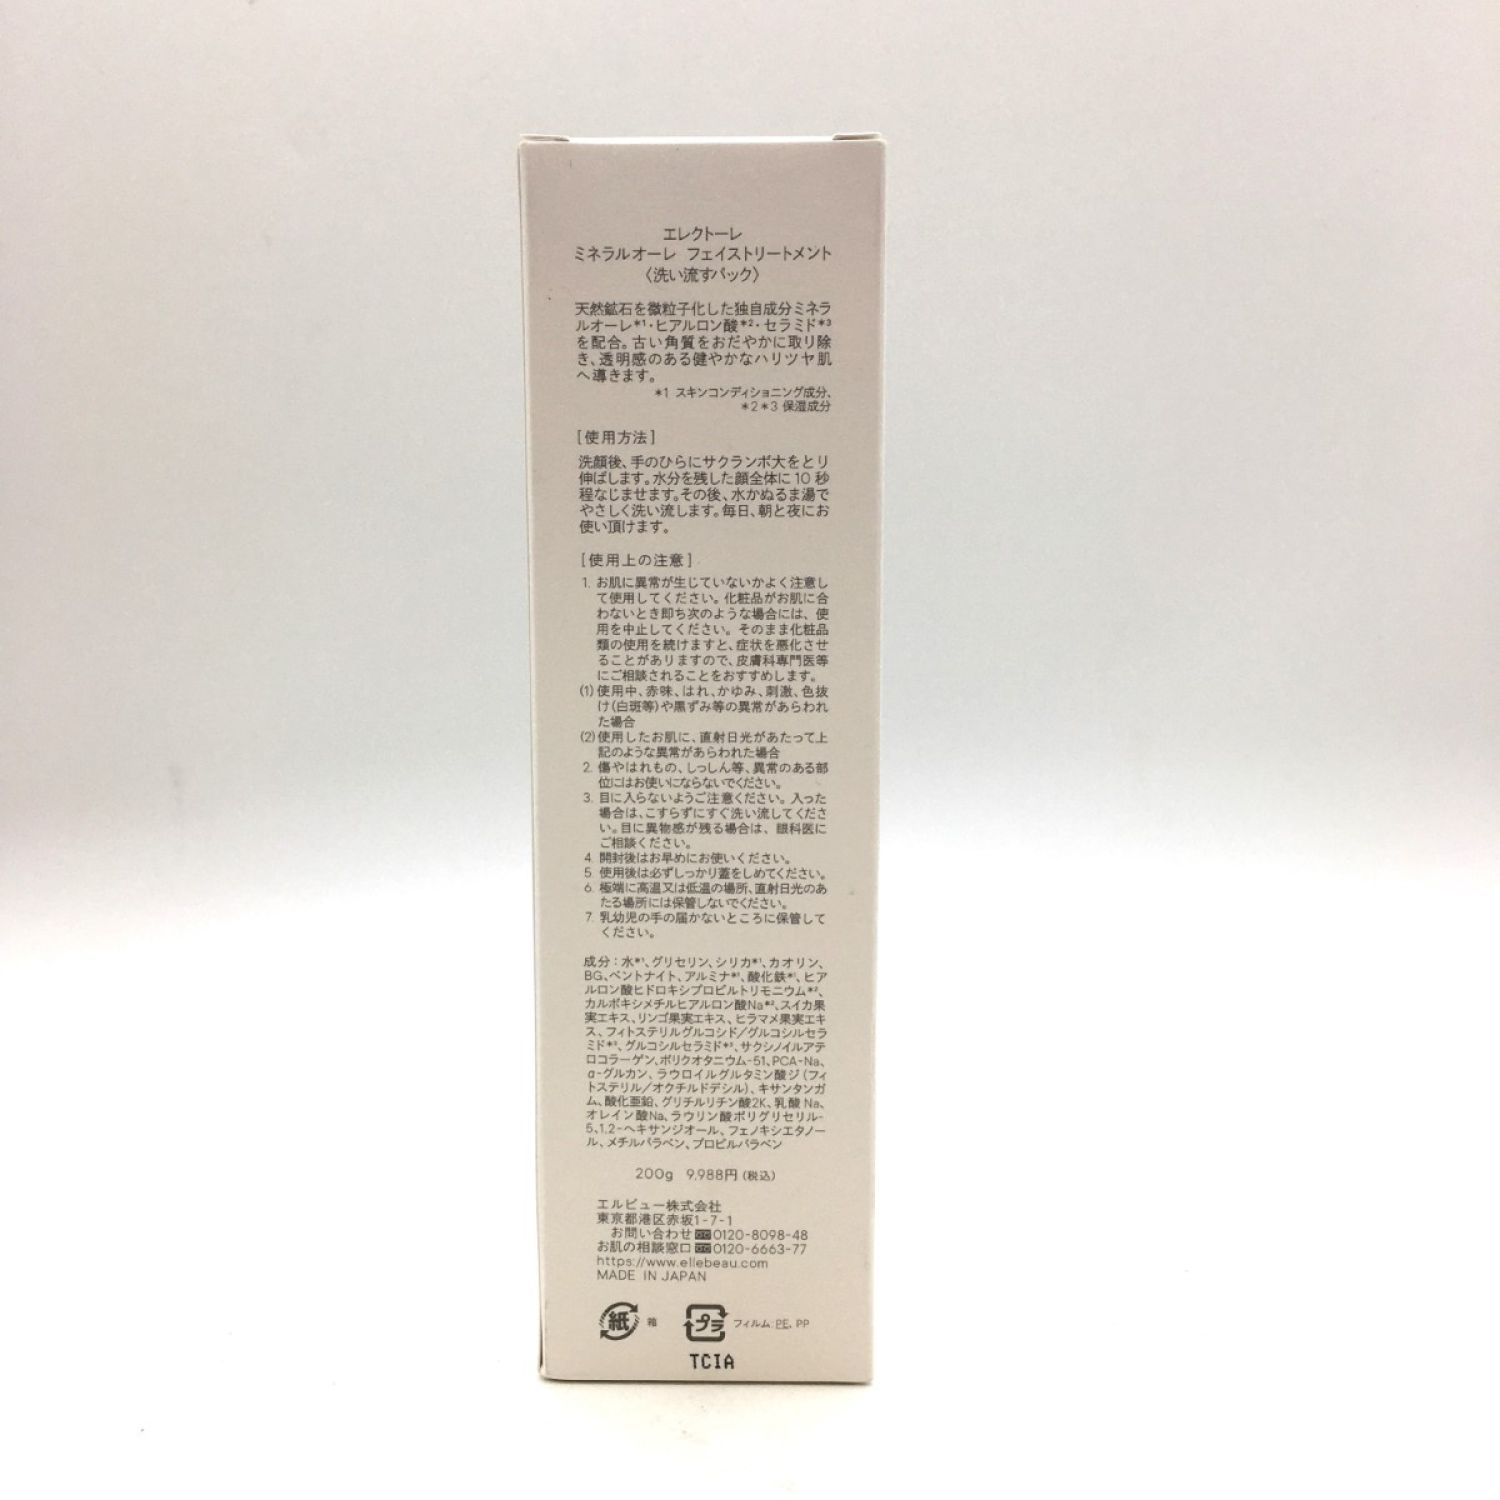 エレクトーレ
ミネラルオーレ フェイストリートメント
〈洗い流すパック〉
天然鉱石を微粒子化した独自成分ミネラ
ルオーレ*1・ヒアルロン酸*2・セラミド*3
を配合。古い角質をおだやかに取り除
き、透明感のある健やかなハリツヤ肌
へ導きます。
*1 スキンコンディショニング成分、
*2*3 保湿成分
[使用方法]
洗顔後、手のひらにサクランボ大をとり
伸ばします。水分を残した顔全体に10秒
程なじませます。その後、水かぬるま湯で
やさしく洗い流します。毎日、朝と夜にお
使い頂けます。
[使用上の注意]
1. お肌に異常が生じていないかよく注意し
て使用してください。化粧品がお肌に合
わないとき即ち次のような場合には、使
用を中止してください。そのまま化粧品
類の使用を続けますと、症状を悪化させ
ることがありますので、皮膚科専門医等
にご相談されることをおすすめします。
(1)使用中、赤味、はれ、かゆみ、刺激、色抜
け(白斑等)や黒ずみ等の異常があらわれ
た場合
(2)使用したお肌に、直射日光があたって上
記のような異常があらわれた場合
2. 傷やはれもの、しっしん等、異常のある部
位にはお使いにならないでください。
3. 目に入らないようご注意ください。入った
場合は、こすらずにすぐ洗い流してくださ
い。目に異物感が残る場合は、眼科医に
ご相談ください。
4. 開封後はお早めにお使いください。
5. 使用後は必ずしっかり蓋をしめてください。
6. 極端に高温又は低温の場所、直射日光のあ
たる場所には保管しないでください。
7. 乳幼児の手の届かないところに保管して
ください。
成分：水*1、グリセリン、シリカ*1、カオリン、
BG、ベントナイト、アルミナ*1、酸化鉄*1、ヒア
ルロン酸ヒドロキシプロピルトリモニウム*2、
カルボキシメチルヒアルロン酸Na*2、スイカ果
実エキス、リンゴ果実エキス、ヒラマメ果実エキ
ス、フィトステリルグルコシド/グルコシルセラ
ミド*3、グルコシルセラミド*3、サクシノイルアテ
ロコラーゲン、ポリクオタニウム-51、PCA-Na、
α-グルカン、ラウロイルグルタミン酸ジ(フィ
トステリル/オクチルドデシル)、キサンタンガ
ム、酸化亜鉛、グリチルリチン酸2K、乳酸Na、
オレイン酸Na、ラウリン酸ポリグリセリル-
5、1,2-ヘキサンジオール、フェノキシエタノー
ル、メチルパラベン、プロピルパラベン
200g 9,988円(税込)
エルビュー株式会社
東京都港区赤坂1-7-1
お問い合わせ 0120-8098-48
お肌の相談窓口 0120-6663-77
https://www.ellebeau.com
MADE IN JAPAN
紙 箱 プラ フィルム:PE、PP
TCIA